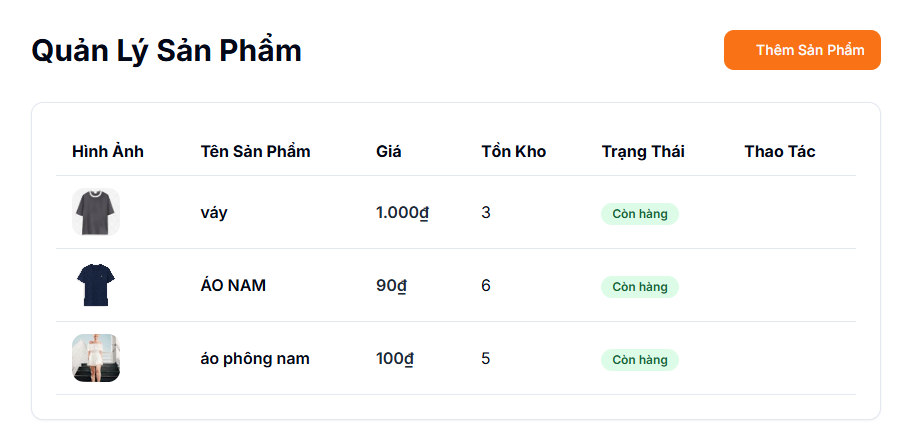 Quản Lý Sản Phẩm
Thêm Sản Phẩm
Hình Ảnh Tên Sản Phẩm Giá Tồn Kho Trạng Thái Thao Tác
váy 1.000₫ 3 Còn hàng
ÁO NAM 90₫ 6 Còn hàng
áo phông nam 100₫ 5 Còn hàng